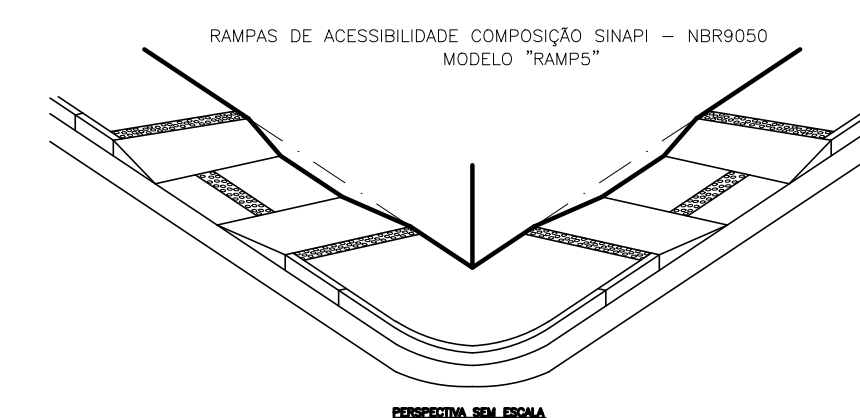 RAMPAS DE ACESSIBILIDADE COMPOSIÇÃO SINAPI – NBR9050
MODELO "RAMP5"
PERSPECTIVA SEM ESCALA